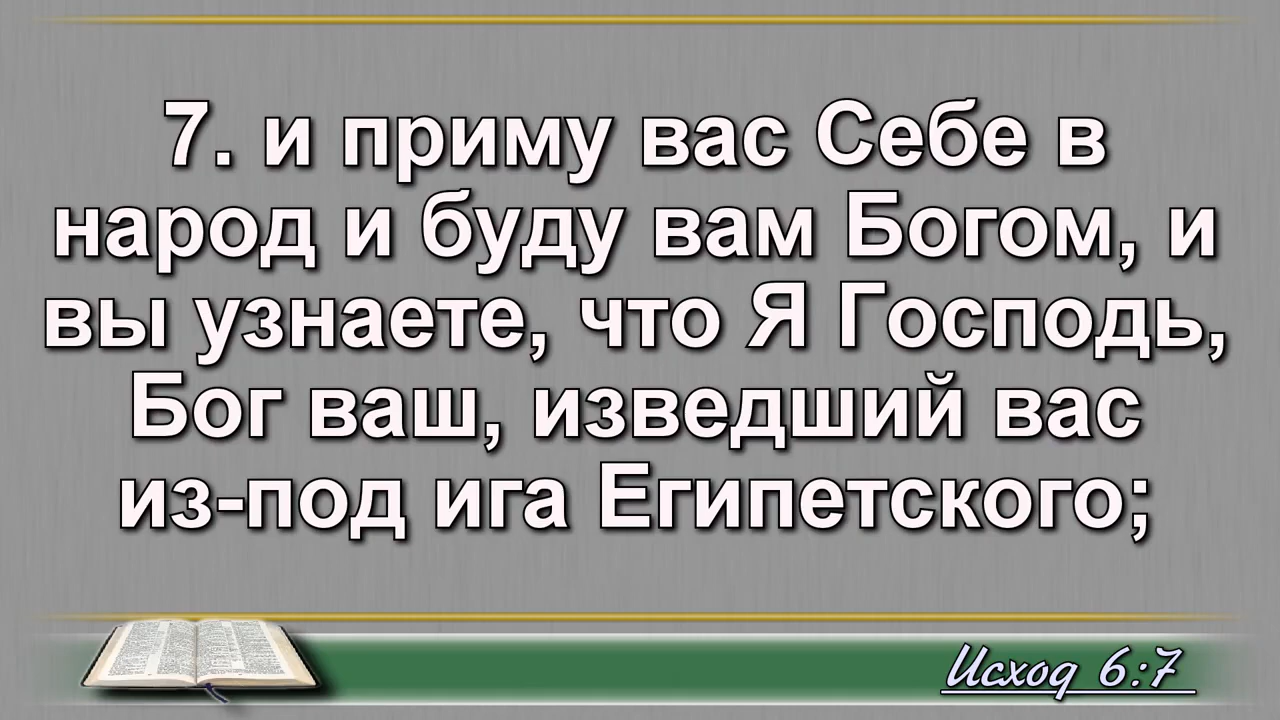 7. и приму вас Себе в
народ и буду вам Богом, и
вы узнаете, что Я Господь,
Бог ваш, изведший вас
из-под ига Египетского;
Исход 6:7